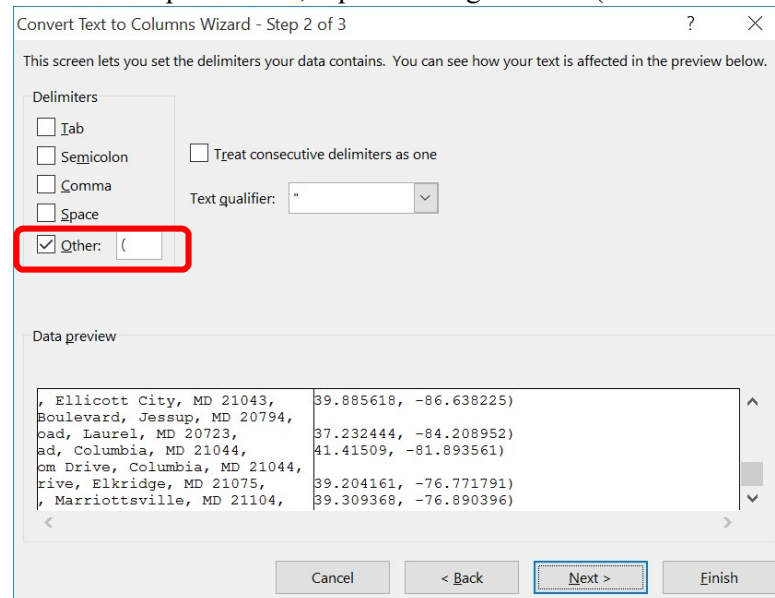 Convert Text to Columns Wizard - Step 2 of 3 ? ×
This screen lets you set the delimiters your data contains. You can see how your text is affected in the preview below.
Delimiters
Tab
Semicolon
Treat consecutive delimiters as one
Comma
Text qualifier: "
Space
Other: (
Data preview
, Ellicott City, MD 21043, 39.885618, -86.638225)
Boulevard, Jessup, MD 20794,
oad, Laurel, MD 20723, 37.232444, -84.208952)
ad, Columbia, MD 21044, 41.41509, -81.893561)
om Drive, Columbia, MD 21044,
rive, Elkridge, MD 21075, 39.204161, -76.771791)
, Marriottsville, MD 21104, 39.309368, -76.890396)
Cancel < Back Next > Finish